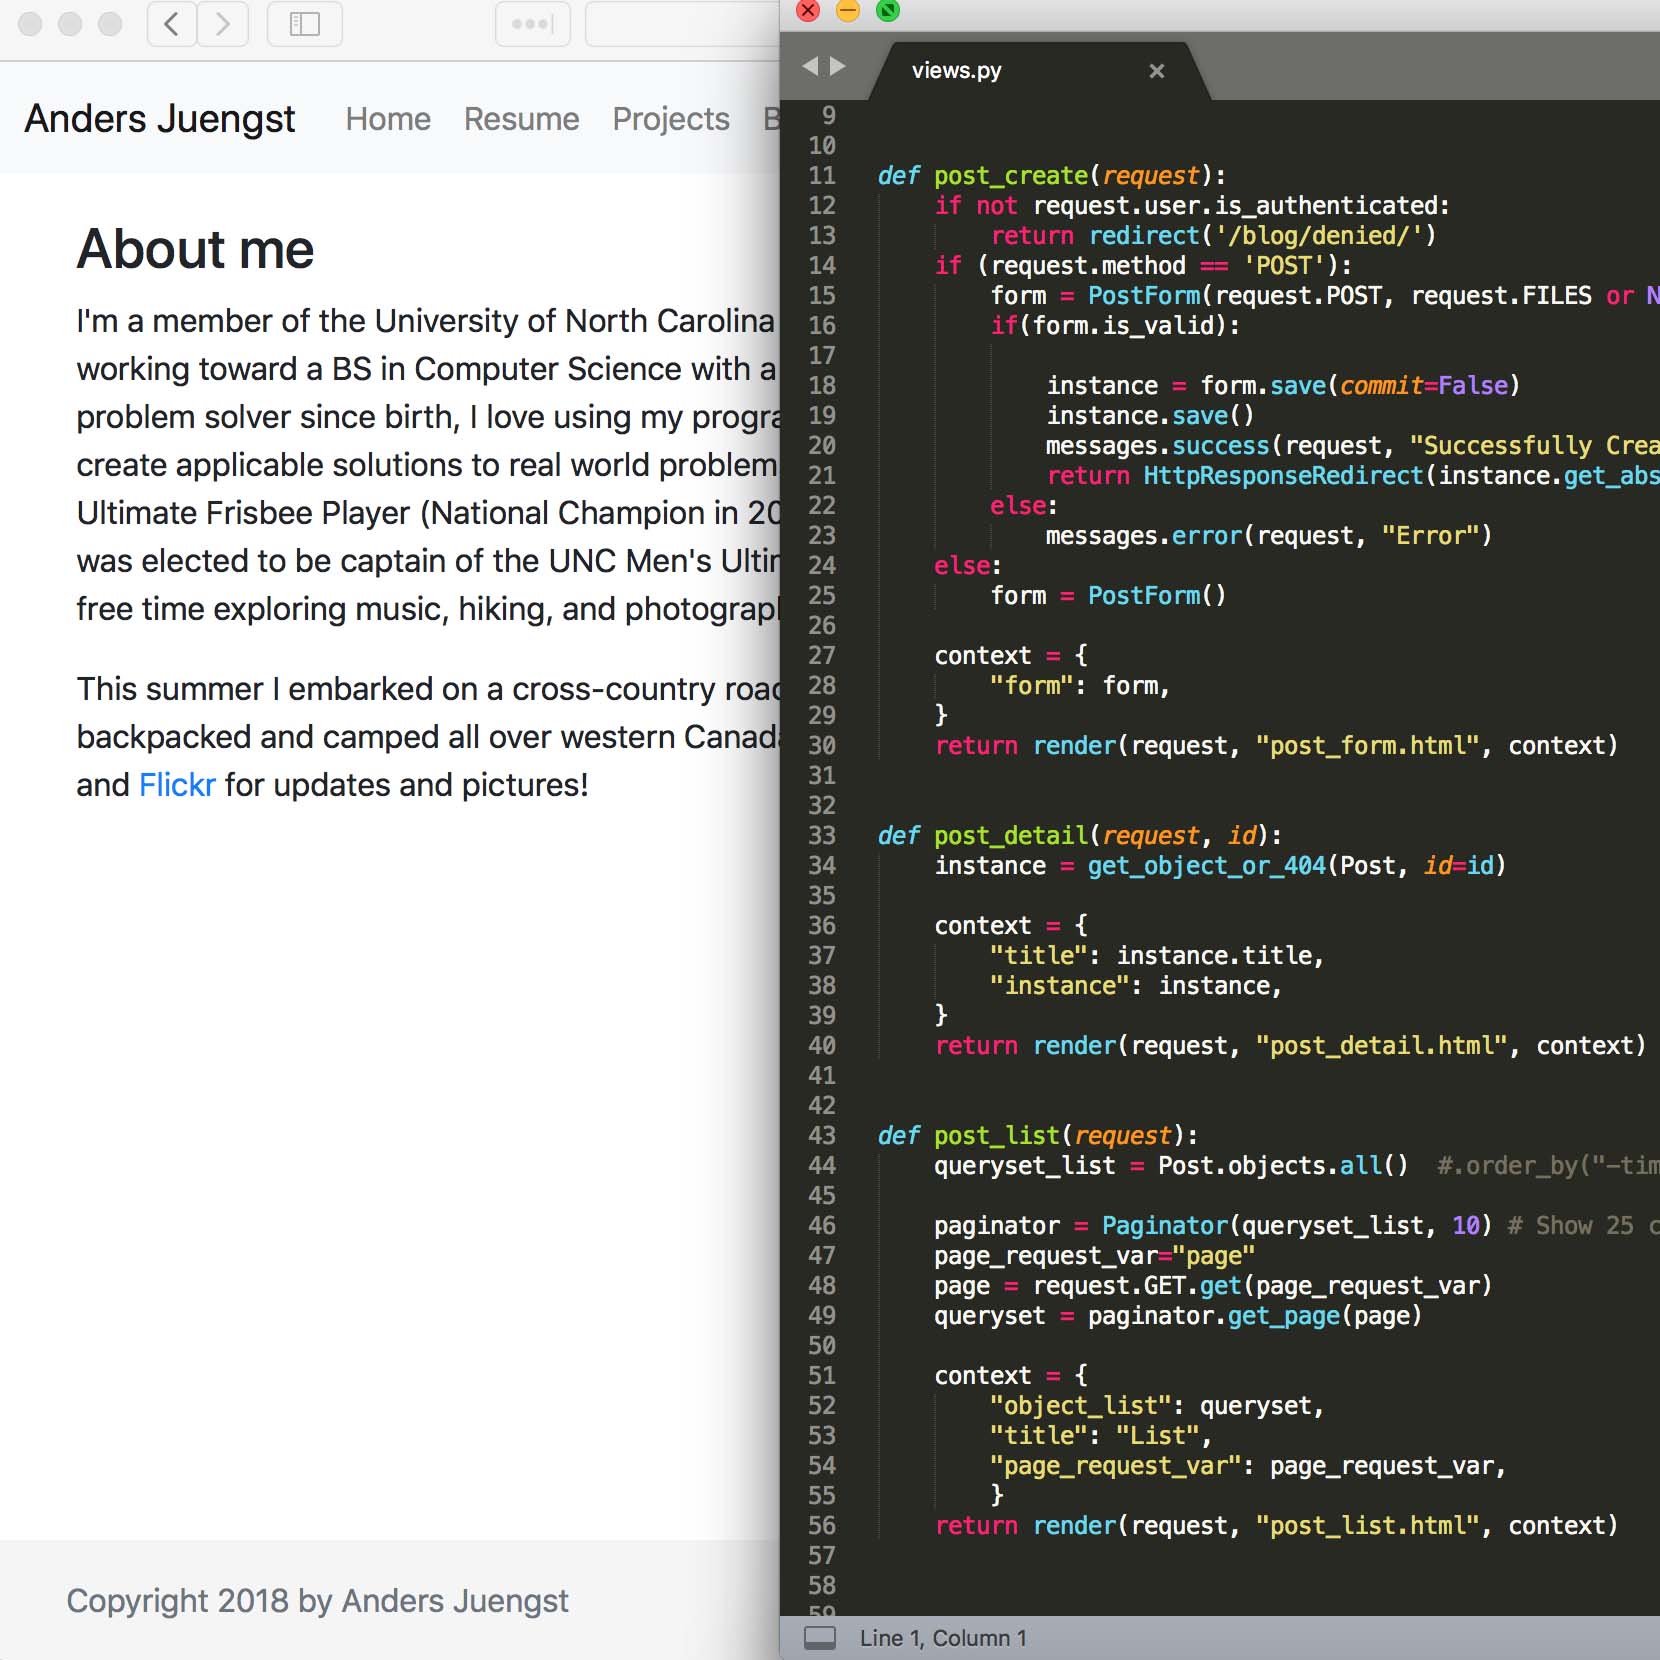 Anders Juengst Home Resume Projects
About me
I'm a member of the University of North Carolina
working toward a BS in Computer Science with a
problem solver since birth, I love using my progra
create applicable solutions to real world problem
Ultimate Frisbee Player (National Champion in 20
was elected to be captain of the UNC Men's Ultim
free time exploring music, hiking, and photograph
This summer I embarked on a cross-country road
backpacked and camped all over western Canada
and Flickr for updates and pictures!
Copyright 2018 by Anders Juengst
views.py
9
10
11 def post_create(request):
12 if not request.user.is_authenticated:
13 return redirect('/blog/denied/')
14 if (request.method == 'POST'):
15 form = PostForm(request.POST, request.FILES or N
16 if(form.is_valid):
17
18 instance = form.save(commit=False)
19 instance.save()
20 messages.success(request, "Successfully Crea
21 return HttpResponseRedirect(instance.get_abs
22 else:
23 messages.error(request, "Error")
24 else:
25 form = PostForm()
26
27 context = {
28 "form": form,
29 }
30 return render(request, "post_form.html", context)
31
32
33 def post_detail(request, id):
34 instance = get_object_or_404(Post, id=id)
35
36 context = {
37 "title": instance.title,
38 "instance": instance,
39 }
40 return render(request, "post_detail.html", context)
41
42
43 def post_list(request):
44 queryset_list = Post.objects.all() #.order_by("-tim
45
46 paginator = Paginator(queryset_list, 10) # Show 25 c
47 page_request_var="page"
48 page = request.GET.get(page_request_var)
49 queryset = paginator.get_page(page)
50
51 context = {
52 "object_list": queryset,
53 "title": "List",
54 "page_request_var": page_request_var,
55 }
56 return render(request, "post_list.html", context)
57
58
59
Line 1, Column 1